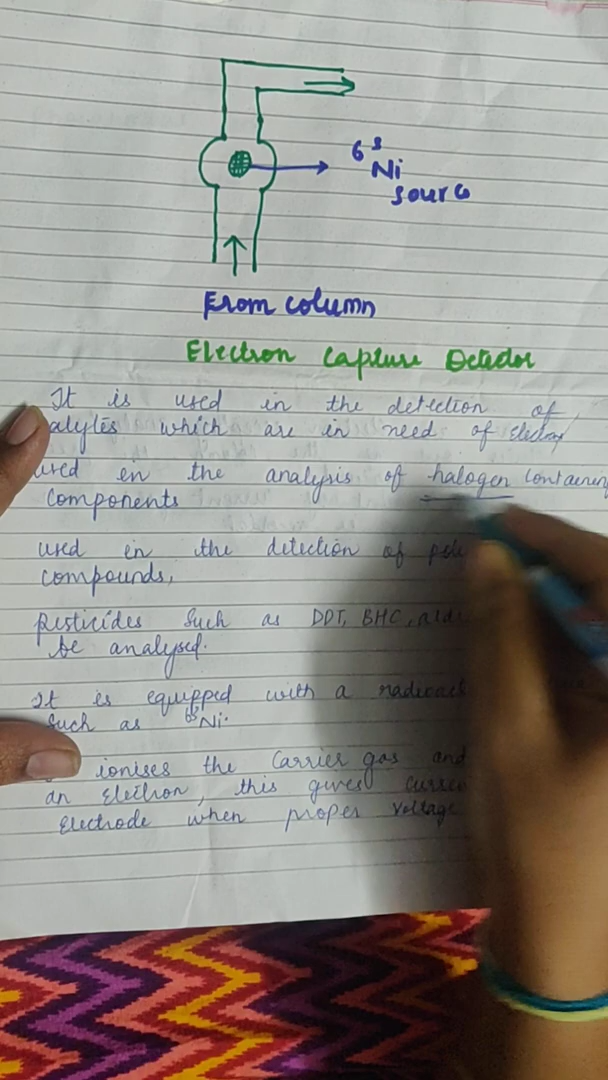 63
Ni
source
From column
Electron Capture Detector
It is used in the detection of
alytes which are in need of
used in the analysis of halogen containing
components
used in the detection of
compounds,
pesticides such as DDT, BHC,
be analysed.
It is equipped with a
such as 63Ni.
ionises the carrier gas and
an electron, this gives
Electrode when proper voltage